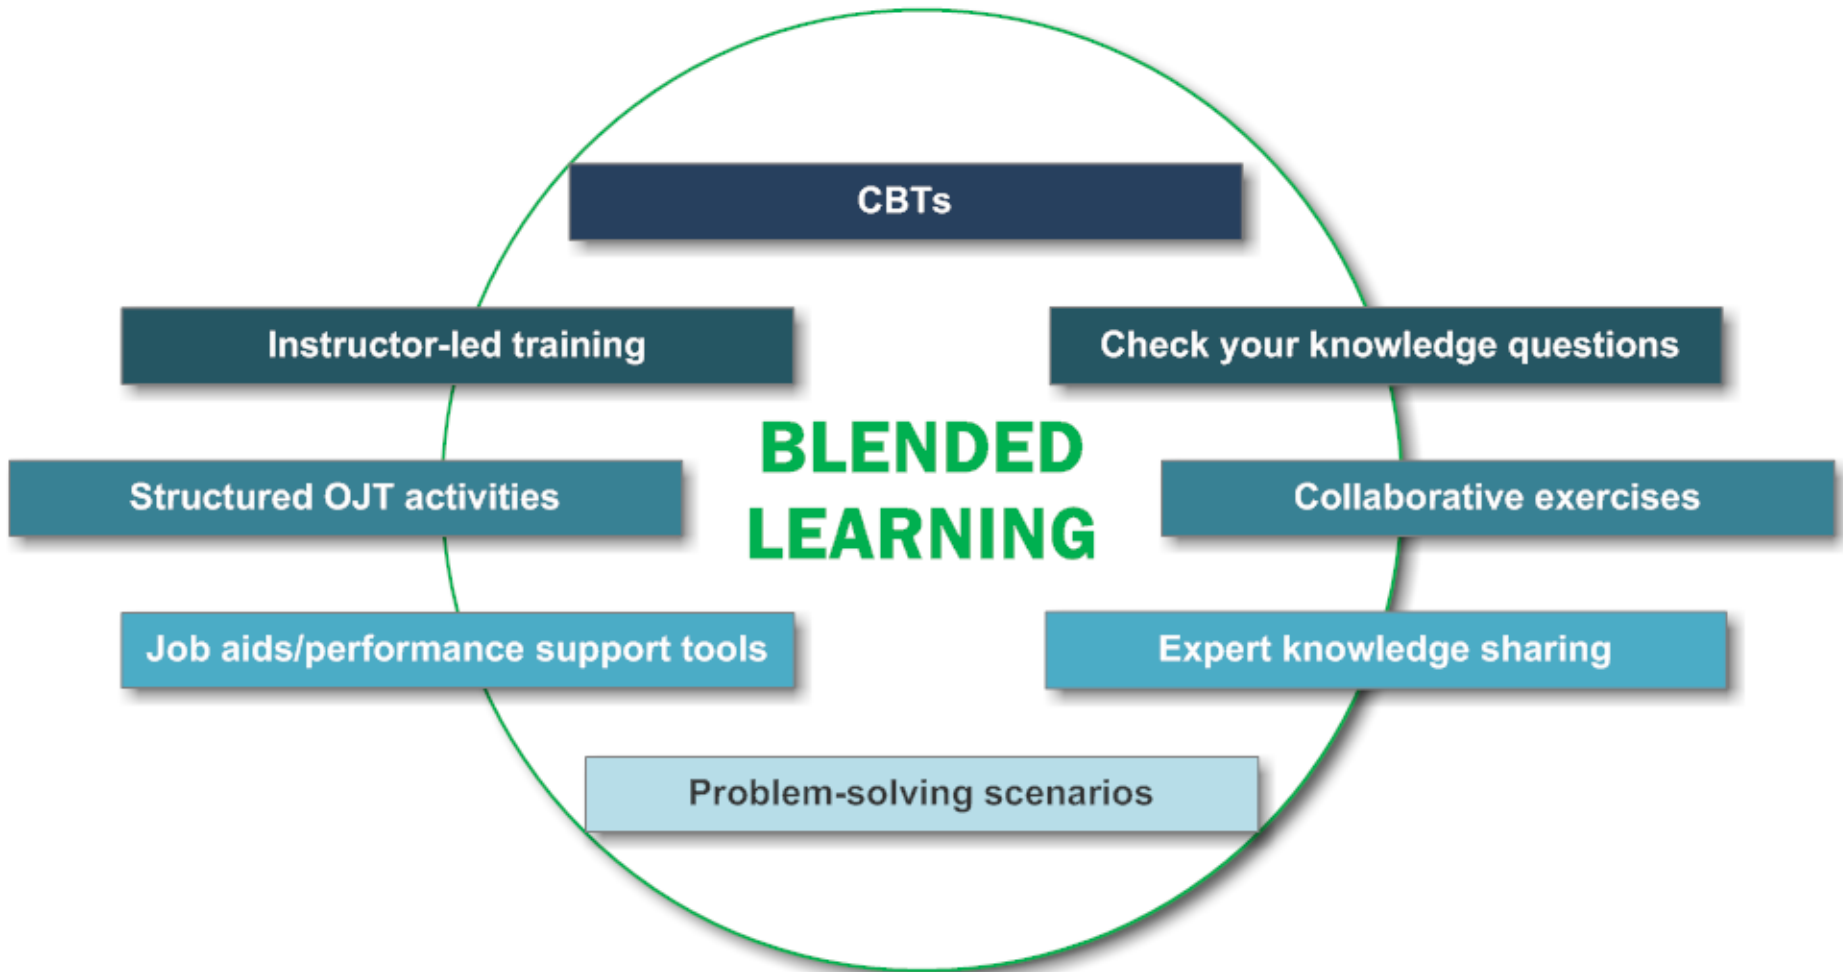 CBTs
Instructor-led training
Check your knowledge questions
BLENDED
LEARNING
Structured OJT activities
Collaborative exercises
Job aids/performance support tools
Expert knowledge sharing
Problem-solving scenarios